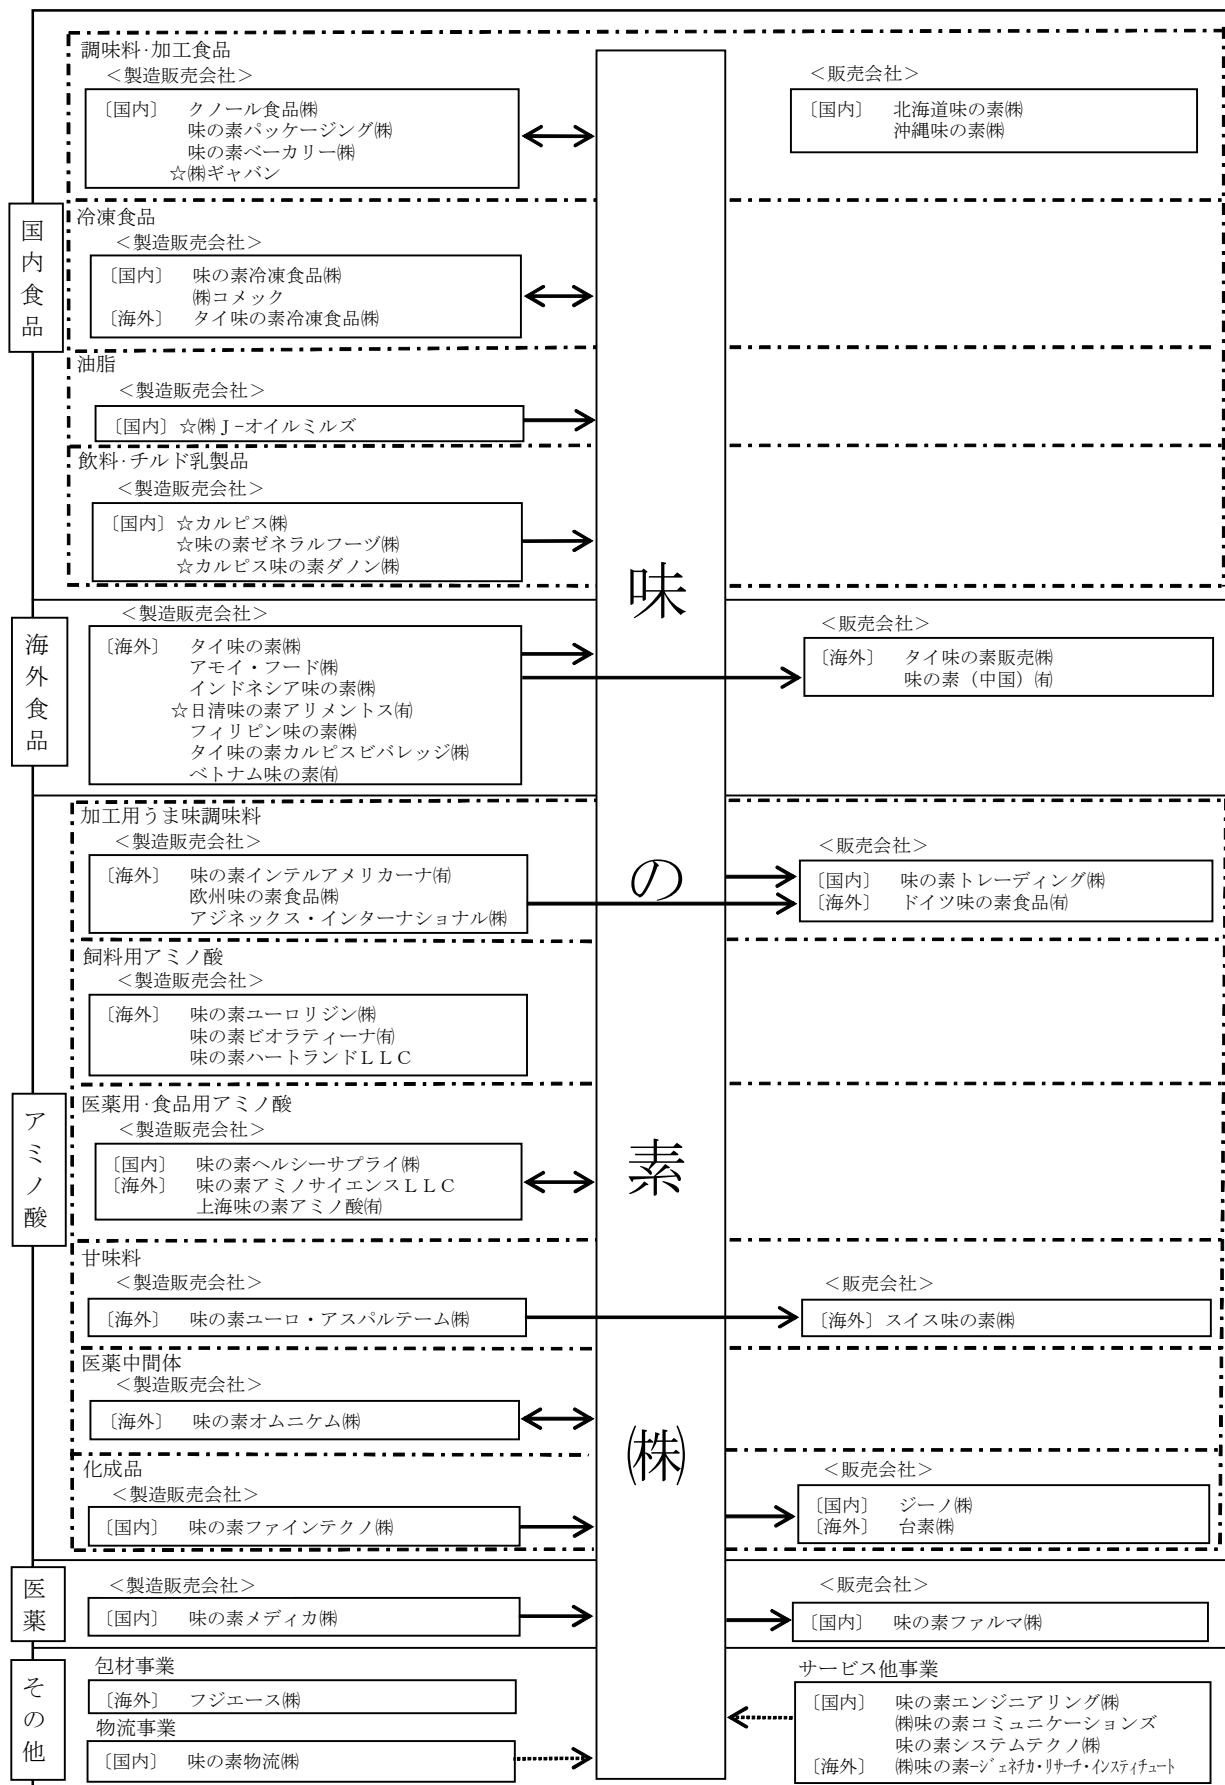 調味料･加工食品
＜製造販売会社＞
〔国内〕 クノール食品㈱
味の素パッケージング㈱
味の素ベーカリー㈱
☆㈱ギャバン
＜販売会社＞
〔国内〕 北海道味の素㈱
沖縄味の素㈱
国内食品
冷凍食品
＜製造販売会社＞
〔国内〕 味の素冷凍食品㈱
㈱コメック
〔海外〕 タイ味の素冷凍食品㈱
油脂
＜製造販売会社＞
〔国内〕☆㈱Ｊ−オイルミルズ
飲料･チルド乳製品
＜製造販売会社＞
〔国内〕☆カルピス㈱
☆味の素ゼネラルフーヅ㈱
☆カルピス味の素ダノン㈱
味の素㈱
海外食品
＜製造販売会社＞
〔海外〕 タイ味の素㈱
アモイ・フード㈱
インドネシア味の素㈱
☆日清味の素アリメントス㈲
フィリピン味の素㈱
タイ味の素カルピスビバレッジ㈱
ベトナム味の素㈲
＜販売会社＞
〔海外〕 タイ味の素販売㈱
味の素（中国）㈲
アミノ酸
加工用うま味調味料
＜製造販売会社＞
〔海外〕 味の素インテルアメリカーナ㈲
欧州味の素食品㈱
アジネックス・インターナショナル㈱
＜販売会社＞
〔国内〕 味の素トレーディング㈱
〔海外〕 ドイツ味の素食品㈲
飼料用アミノ酸
＜製造販売会社＞
〔海外〕 味の素ユーロリジン㈱
味の素ビオラティーナ㈲
味の素ハートランドＬＬＣ
医薬用･食品用アミノ酸
＜製造販売会社＞
〔国内〕 味の素ヘルシーサプライ㈱
〔海外〕 味の素アミノサイエンスＬＬＣ
上海味の素アミノ酸㈲
甘味料
＜製造販売会社＞
〔海外〕 味の素ユーロ・アスパルテーム㈱
＜販売会社＞
〔海外〕スイス味の素㈱
医薬中間体
＜製造販売会社＞
〔海外〕 味の素オムニケム㈱
化成品
＜製造販売会社＞
〔国内〕 味の素ファインテクノ㈱
＜販売会社＞
〔国内〕 ジーノ㈱
〔海外〕 台素㈱
医薬
＜製造販売会社＞
〔国内〕 味の素メディカ㈱
＜販売会社＞
〔国内〕 味の素ファルマ㈱
その他
包材事業
〔海外〕 フジエース㈱
物流事業
〔国内〕 味の素物流㈱
サービス他事業
〔国内〕 味の素エンジニアリング㈱
㈱味の素コミュニケーションズ
味の素システムテクノ㈱
〔海外〕 ㈱味の素−ｼﾞｪﾈﾁｶ･ﾘｻｰﾁ･ｲﾝｽﾃｨﾁｭｰﾄ